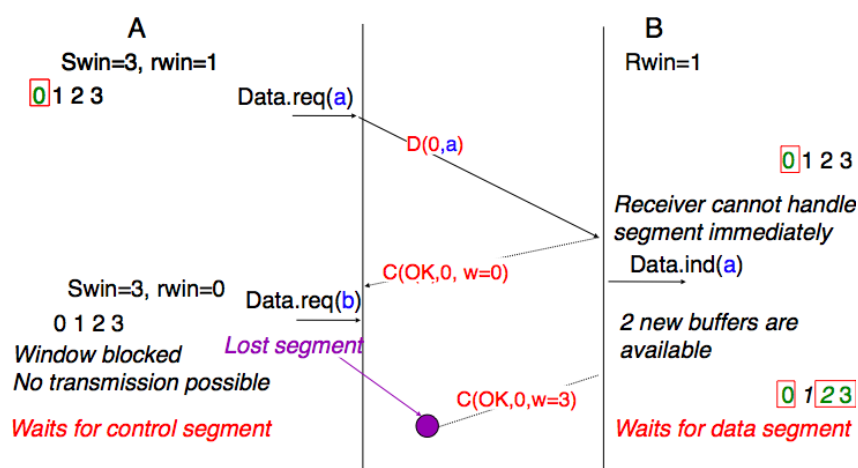 A
B
Swin=3, rwin=1
Rwin=1
0 1 2 3
Data.req(a)
D(0,a)
0 1 2 3
Receiver cannot handle
segment immediately
C(OK,0, w=0)
Data.ind(a)
Swin=3, rwin=0
Data.req(b)
0 1 2 3
Lost segment
2 new buffers are
available
Window blocked
No transmission possible
C(OK,0,w=3)
0 1 2 3
Waits for control segment
Waits for data segment